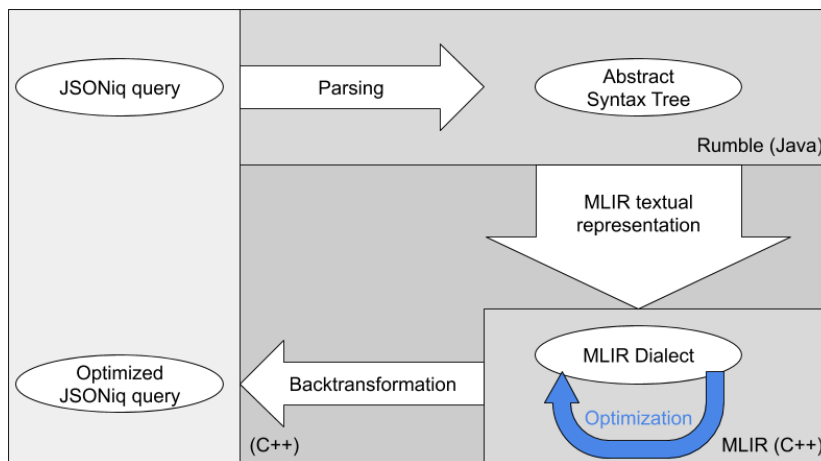 JSONiq query
Parsing
Abstract
Syntax Tree
Rumble (Java)
MLIR textual
representation
Optimized
JSONiq query
Backtransformation
(C++)
MLIR Dialect
Optimization
MLIR (C++)